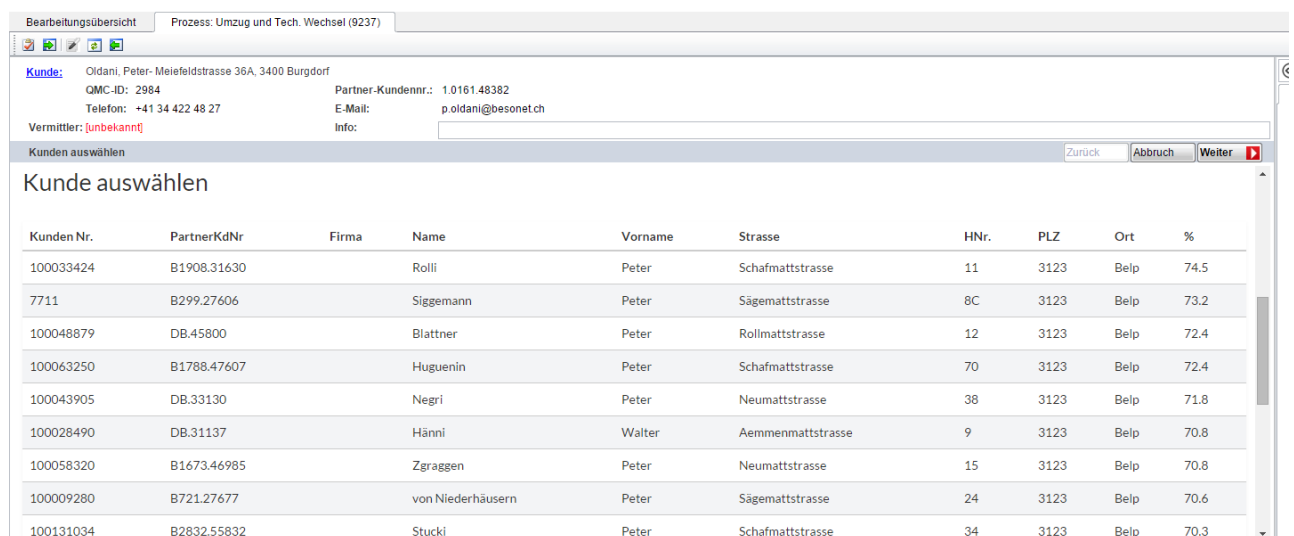 Bearbeitungsübersicht Prozess: Umzug und Tech. Wechsel (9237)
Kunde: Oldani, Peter- Meiefeldstrasse 36A, 3400 Burgdorf
QMC-ID: 2984 Partner-Kundennr.: 1.0161.48382
Telefon: +41 34 422 48 27 E-Mail: p.oldani@besonet.ch
Vermittler: [unbekannt] Info:
Kunden auswählen Zurück Abbruch Weiter
Kunde auswählen
Kunden Nr. PartnerKdNr Firma Name Vorname Strasse HNr. PLZ Ort %
100033424 B1908.31630 Rolli Peter Schafmattstrasse 11 3123 Belp 74.5
7711 B299.27606 Siggemann Peter Sägemattstrasse 8C 3123 Belp 73.2
100048879 DB.45800 Blattner Peter Rollmattstrasse 12 3123 Belp 72.4
100063250 B1788.47607 Huguenin Peter Schafmattstrasse 70 3123 Belp 72.4
100043905 DB.33130 Negri Peter Neumattstrasse 38 3123 Belp 71.8
100028490 DB.31137 Hänni Walter Aemmenmattstrasse 9 3123 Belp 70.8
100058320 B1673.46985 Zgraggen Peter Neumattstrasse 15 3123 Belp 70.8
100009280 B721.27677 von Niederhäusern Peter Sägemattstrasse 24 3123 Belp 70.6
100131034 B2832.55832 Stucki Peter Schafmattstrasse 34 3123 Belp 70.3